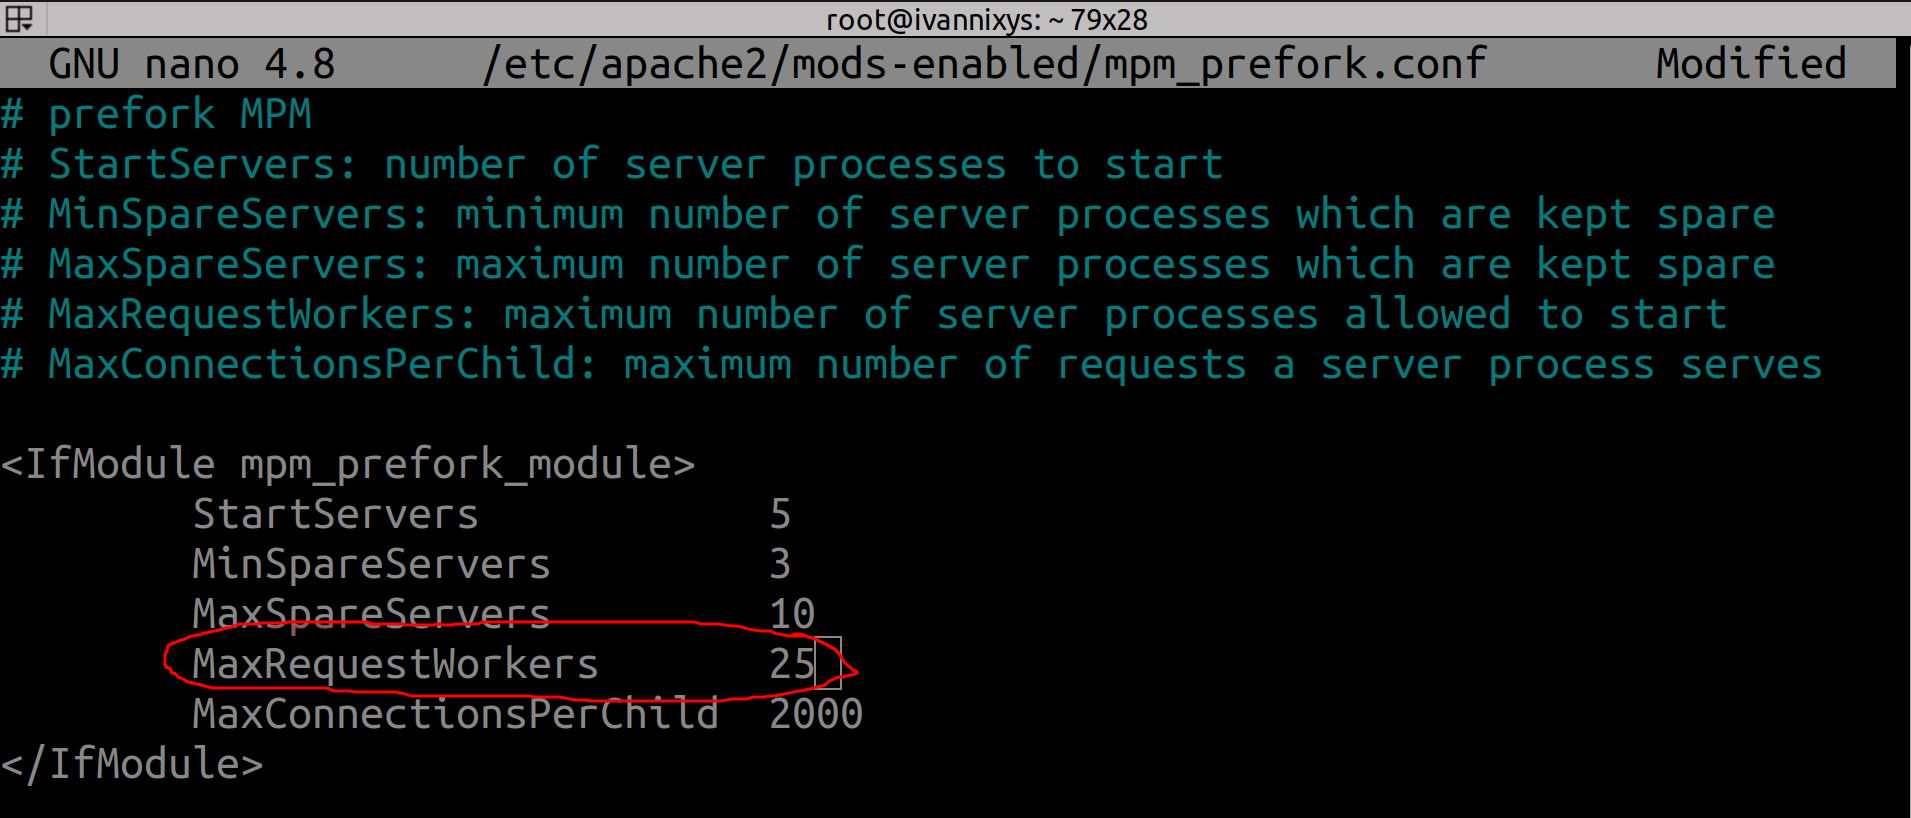 root@ivannixys: ~ 79x28
GNU nano 4.8 /etc/apache2/mods-enabled/mpm_prefork.conf Modified
# prefork MPM
# StartServers: number of server processes to start
# MinSpareServers: minimum number of server processes which are kept spare
# MaxSpareServers: maximum number of server processes which are kept spare
# MaxRequestWorkers: maximum number of server processes allowed to start
# MaxConnectionsPerChild: maximum number of requests a server process serves
<IfModule mpm_prefork_module>
StartServers 5
MinSpareServers 3
MaxSpareServers 10
MaxRequestWorkers 25
MaxConnectionsPerChild 2000
</IfModule>